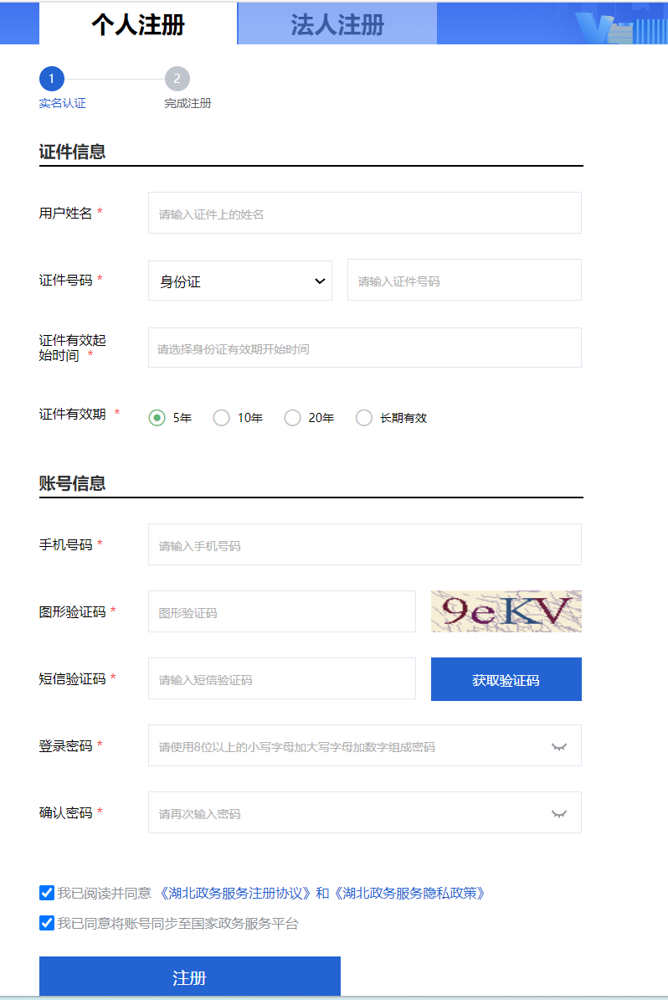 个人注册
法人注册
1
2
实名认证
完成注册
证件信息
用户姓名 *
请输入证件上的姓名
证件号码 *
身份证
请输入证件号码
证件有效起
始时间 *
请选择身份证有效期开始时间
证件有效期 *
5年
10年
20年
长期有效
账号信息
手机号码 *
请输入手机号码
图形验证码 *
图形验证码
9eKV
短信验证码 *
请输入短信验证码
获取验证码
登录密码 *
请使用8位以上的小写字母加大写字母加数字组成密码
确认密码 *
请再次输入密码
我已阅读并同意 《湖北政务服务注册协议》和《湖北政务服务隐私政策》
我已同意将账号同步至国家政务服务平台
注册